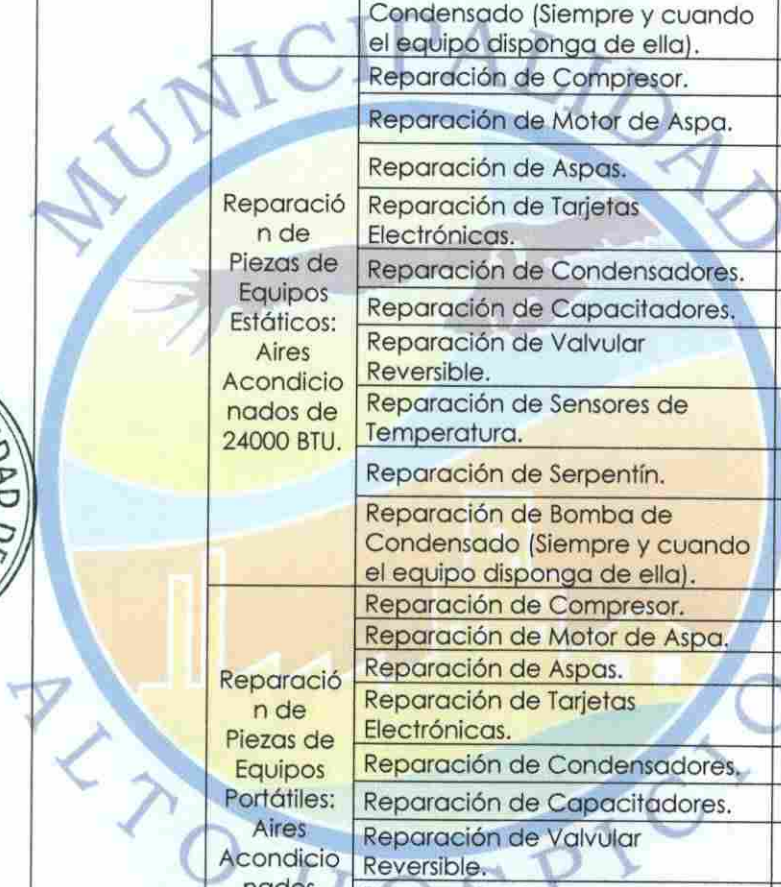 Condensado (Siempre y cuando
el equipo disponga de ella).
Reparació
n de
Piezas de
Equipos
Estáticos:
Aires
Acondicio
nados de
24000 BTU.
Reparación de Compresor.
Reparación de Motor de Aspa.
Reparación de Aspas.
Reparación de Tarjetas
Electrónicas.
Reparación de Condensadores.
Reparación de Capacitadores.
Reparación de Valvular
Reversible.
Reparación de Sensores de
Temperatura.
Reparación de Serpentín.
Reparación de Bomba de
Condensado (Siempre y cuando
el equipo disponga de ella).
Reparació
n de
Piezas de
Equipos
Portátiles:
Aires
Acondicio
nados
Reparación de Compresor.
Reparación de Motor de Aspa.
Reparación de Aspas.
Reparación de Tarjetas
Electrónicas.
Reparación de Condensadores.
Reparación de Capacitadores.
Reparación de Valvular
Reversible.
MUNICIPALIDAD
ALTO HOSPICIO
DAD DE